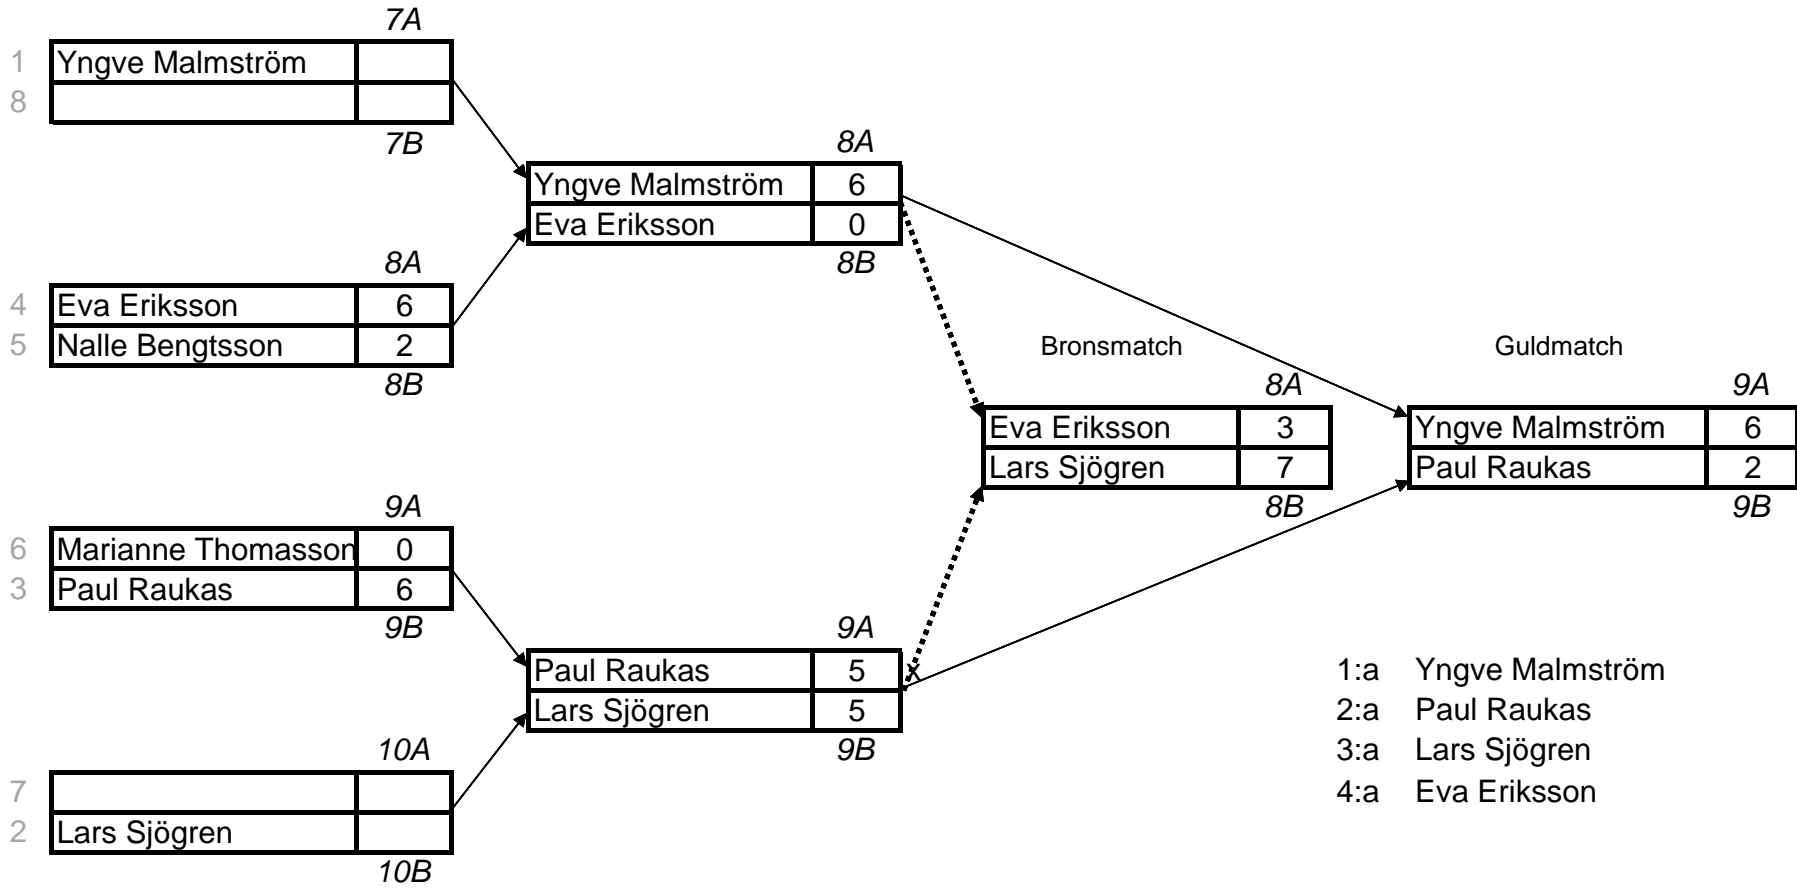 7A
1 Yngve Malmström
8
7B
8A
Yngve Malmström 6
Eva Eriksson 0
8B
8A
4 Eva Eriksson 6
5 Nalle Bengtsson 2
8B
Bronsmatch Guldmatch
8A 9A
Eva Eriksson 3 Yngve Malmström 6
Lars Sjögren 7 Paul Raukas 2
8B 9B
9A
6 Marianne Thomasson 0
3 Paul Raukas 6
9B
9A
Paul Raukas 5 x
Lars Sjögren 5
9B
1:a Yngve Malmström
2:a Paul Raukas
3:a Lars Sjögren
4:a Eva Eriksson
10A
7
2 Lars Sjögren
10B